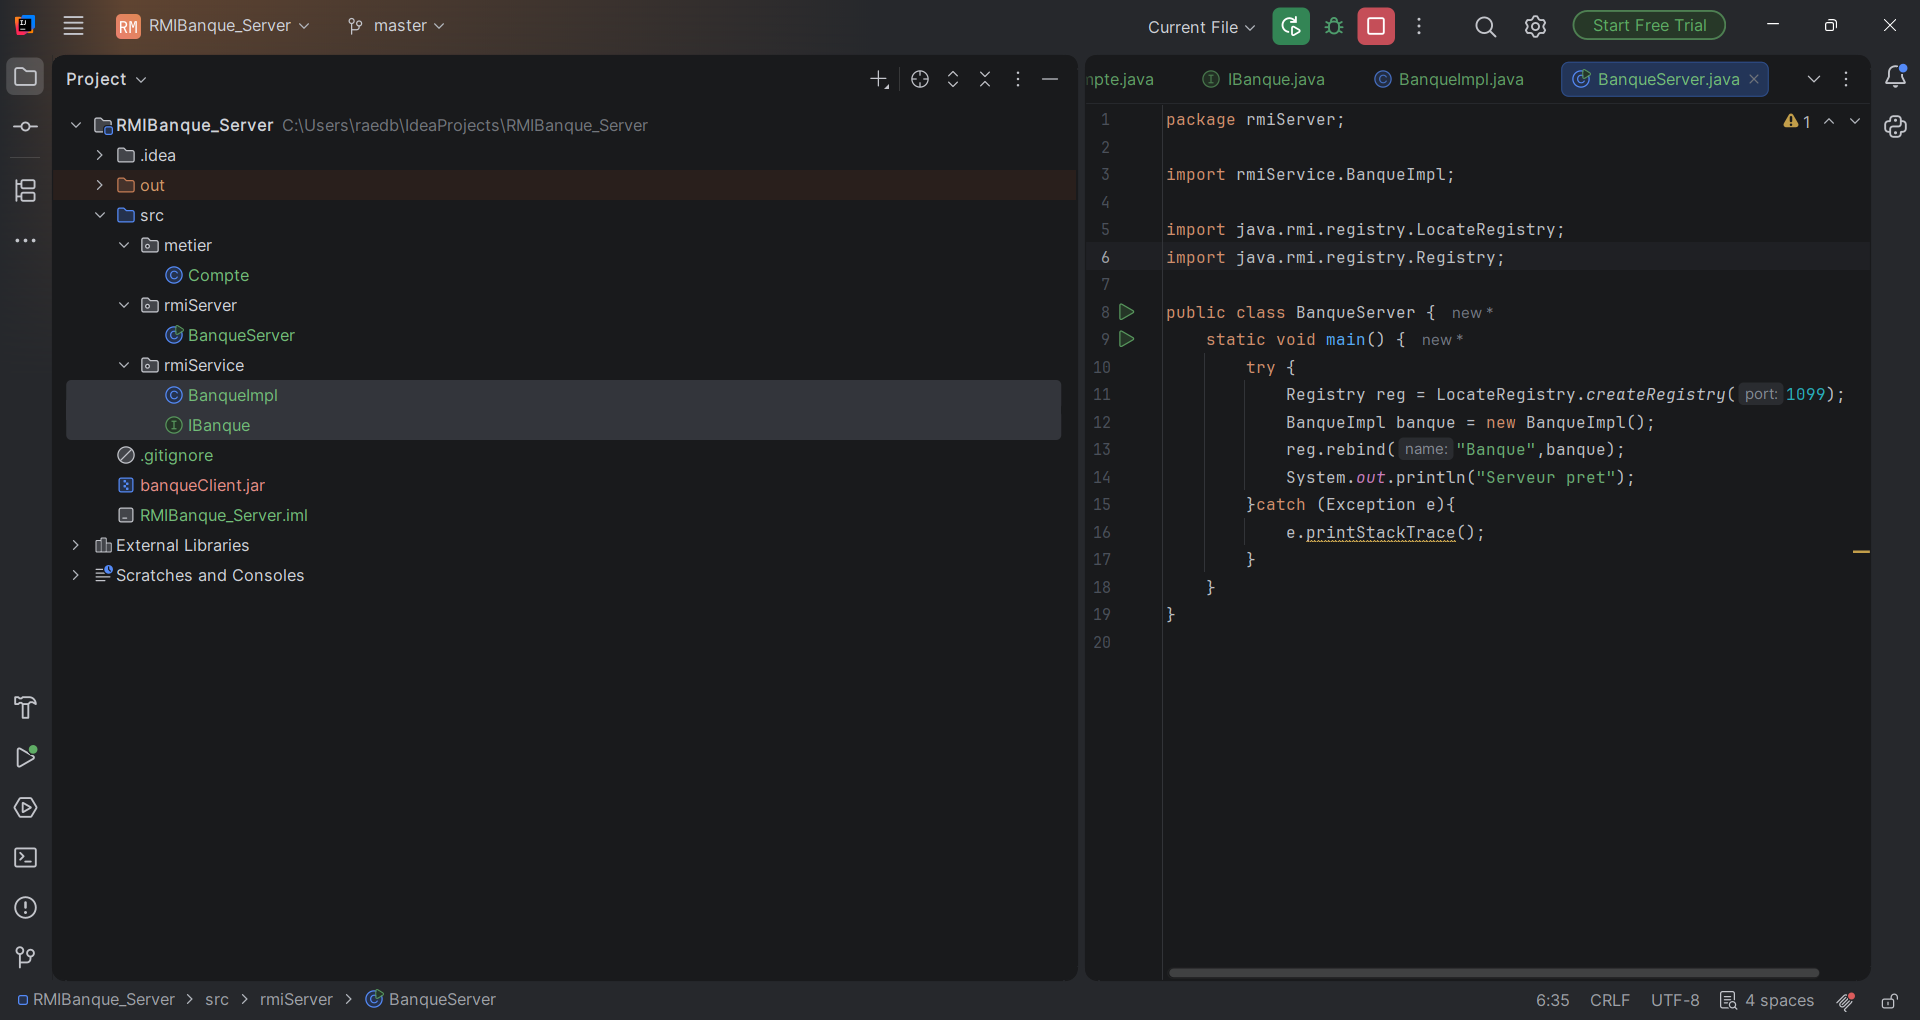 RM RMIBanque_Server master Current File Start Free Trial
Project
RMIBanque_Server C:\Users\raedb\IdeaProjects\RMIBanque_Server
.idea
out
src
metier
Compte
rmiServer
BanqueServer
rmiService
BanqueImpl
IBanque
.gitignore
banqueClient.jar
RMIBanque_Server.iml
External Libraries
Scratches and Consoles
mpte.java IBanque.java BanqueImpl.java BanqueServer.java
1 package rmiServer; 1
2
3 import rmiService.BanqueImpl;
4
5 import java.rmi.registry.LocateRegistry;
6 import java.rmi.registry.Registry;
7
8 public class BanqueServer { new *
9 static void main() { new *
10 try {
11 Registry reg = LocateRegistry.createRegistry( port: 1099);
12 BanqueImpl banque = new BanqueImpl();
13 reg.rebind( name: "Banque",banque);
14 System.out.println("Serveur pret");
15 }catch (Exception e){
16 e.printStackTrace();
17 }
18 }
19 }
20
RMIBanque_Server > src > rmiServer > BanqueServer 6:35 CRLF UTF-8 4 spaces